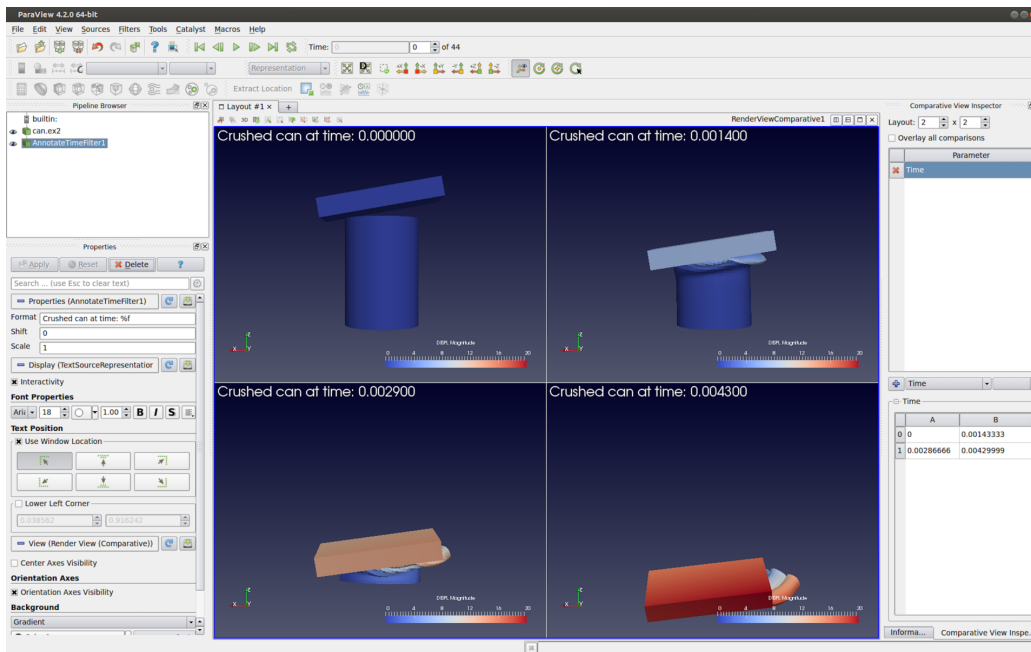 ParaView 4.2.0 64-bit
File Edit View Sources Filters Tools Catalyst Macros Help
Time: 0 0 of 44
Representation
Extract Location
Pipeline Browser
builtin:
can.ex2
AnnotateTimeFilter1
Properties
Apply Reset Delete ?
Search ... (use Esc to clear text)
Properties (AnnotateTimeFilter1)
Format Crushed can at time: %f
Shift 0
Scale 1
Display (TextSourceRepresentation
Interactivity
Font Properties
Aria 18 1.00 B I S
Text Position
Use Window Location
Lower Left Corner
0.038562 0.916242
View (Render View (Comparative))
Center Axes Visibility
Orientation Axes
Orientation Axes Visibility
Background
Gradient
Layout #1 × +
3D
RenderViewComparative1
Crushed can at time: 0.000000
DISPL Magnitude
0 4 8 12 16 20
X Y Z
Crushed can at time: 0.001400
DISPL Magnitude
0 4 8 12 16 20
X Y Z
Crushed can at time: 0.002900
DISPL Magnitude
0 4 8 12 16 20
X Y Z
Crushed can at time: 0.004300
DISPL Magnitude
0 4 8 12 16 20
X Y Z
Comparative View Inspector
Layout: 2 x 2
Overlay all comparisons
Parameter
Time
Time
Time
A B
0 0 0.00143333
1 0.00286666 0.00429999
Informa... Comparative View Inspe.